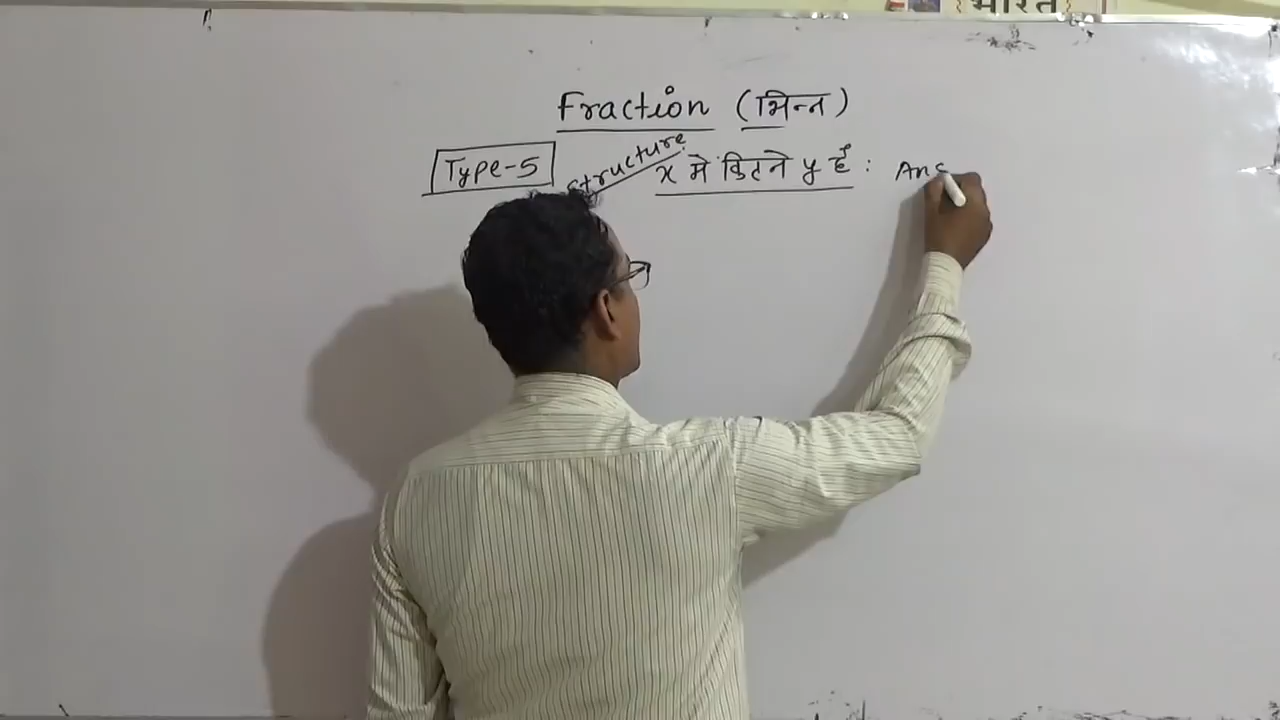 भारत
Fraction (भिन्न)
Type-5 structure x मे कितने y हैं : Ans